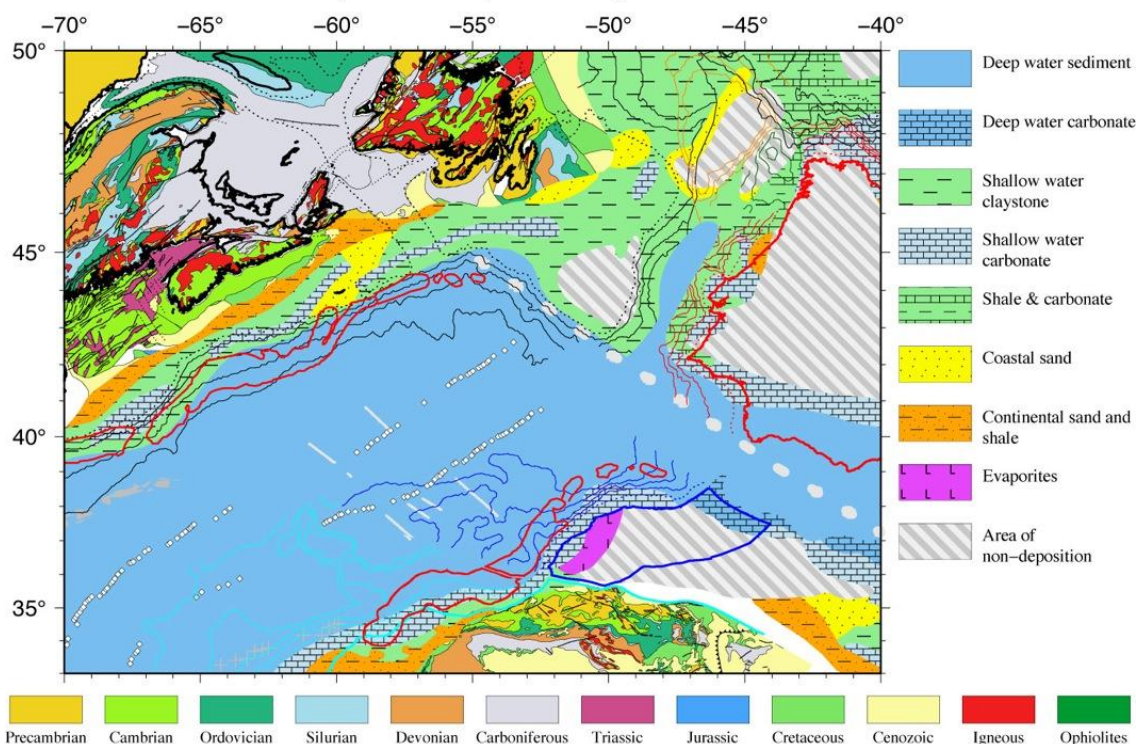 −70° −65° −60° −55° −50° −45° −40°
50°
45°
40°
35°
Deep water sediment
Deep water carbonate
Shallow water
claystone
Shallow water
carbonate
Shale & carbonate
Coastal sand
Continental sand and
shale
Evaporites
Area of
non−deposition
Precambrian Cambrian Ordovician Silurian Devonian Carboniferous Triassic Jurassic Cretaceous Cenozoic Igneous Ophiolites